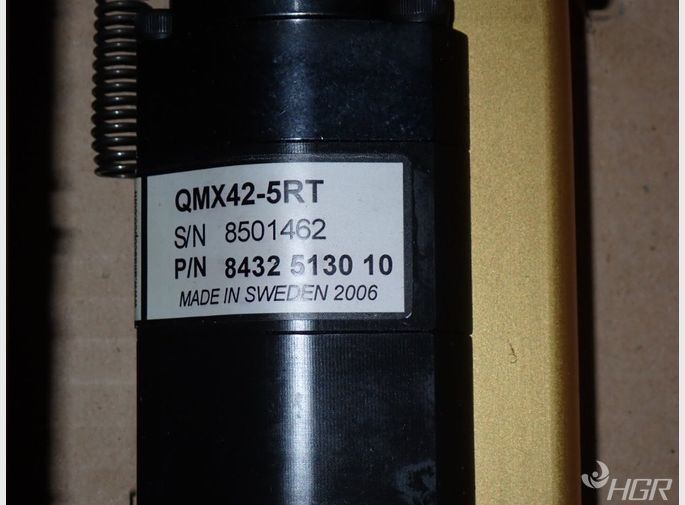 QMX42-5RT
S/N 8501462
P/N 8432 5130 10
MADE IN SWEDEN 2006
HGR